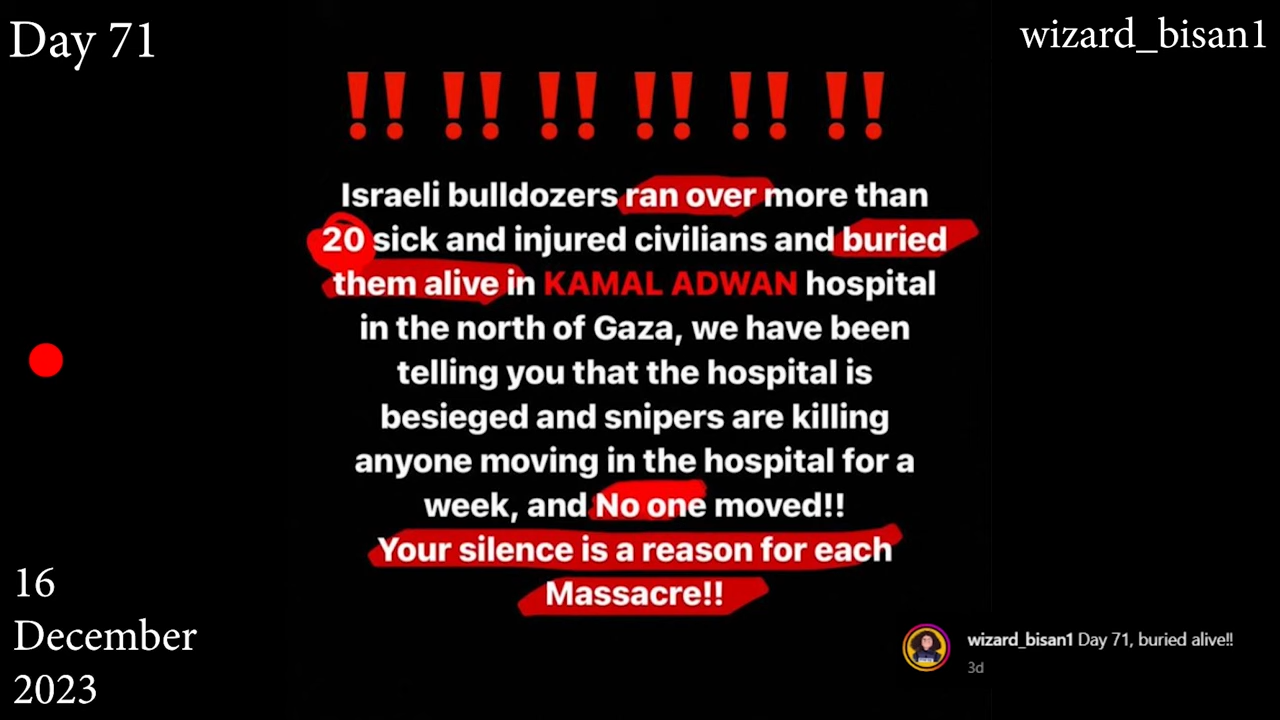 Day 71
wizard_bisan1
‼️ ‼️ ‼️ ‼️ ‼️ ‼️
Israeli bulldozers ran over more than
20 sick and injured civilians and buried
them alive in KAMAL ADWAN hospital
in the north of Gaza, we have been
telling you that the hospital is
besieged and snipers are killing
anyone moving in the hospital for a
week, and No one moved!!
Your silence is a reason for each
Massacre!!
16
December
2023
wizard_bisan1 Day 71, buried alive!!
3d